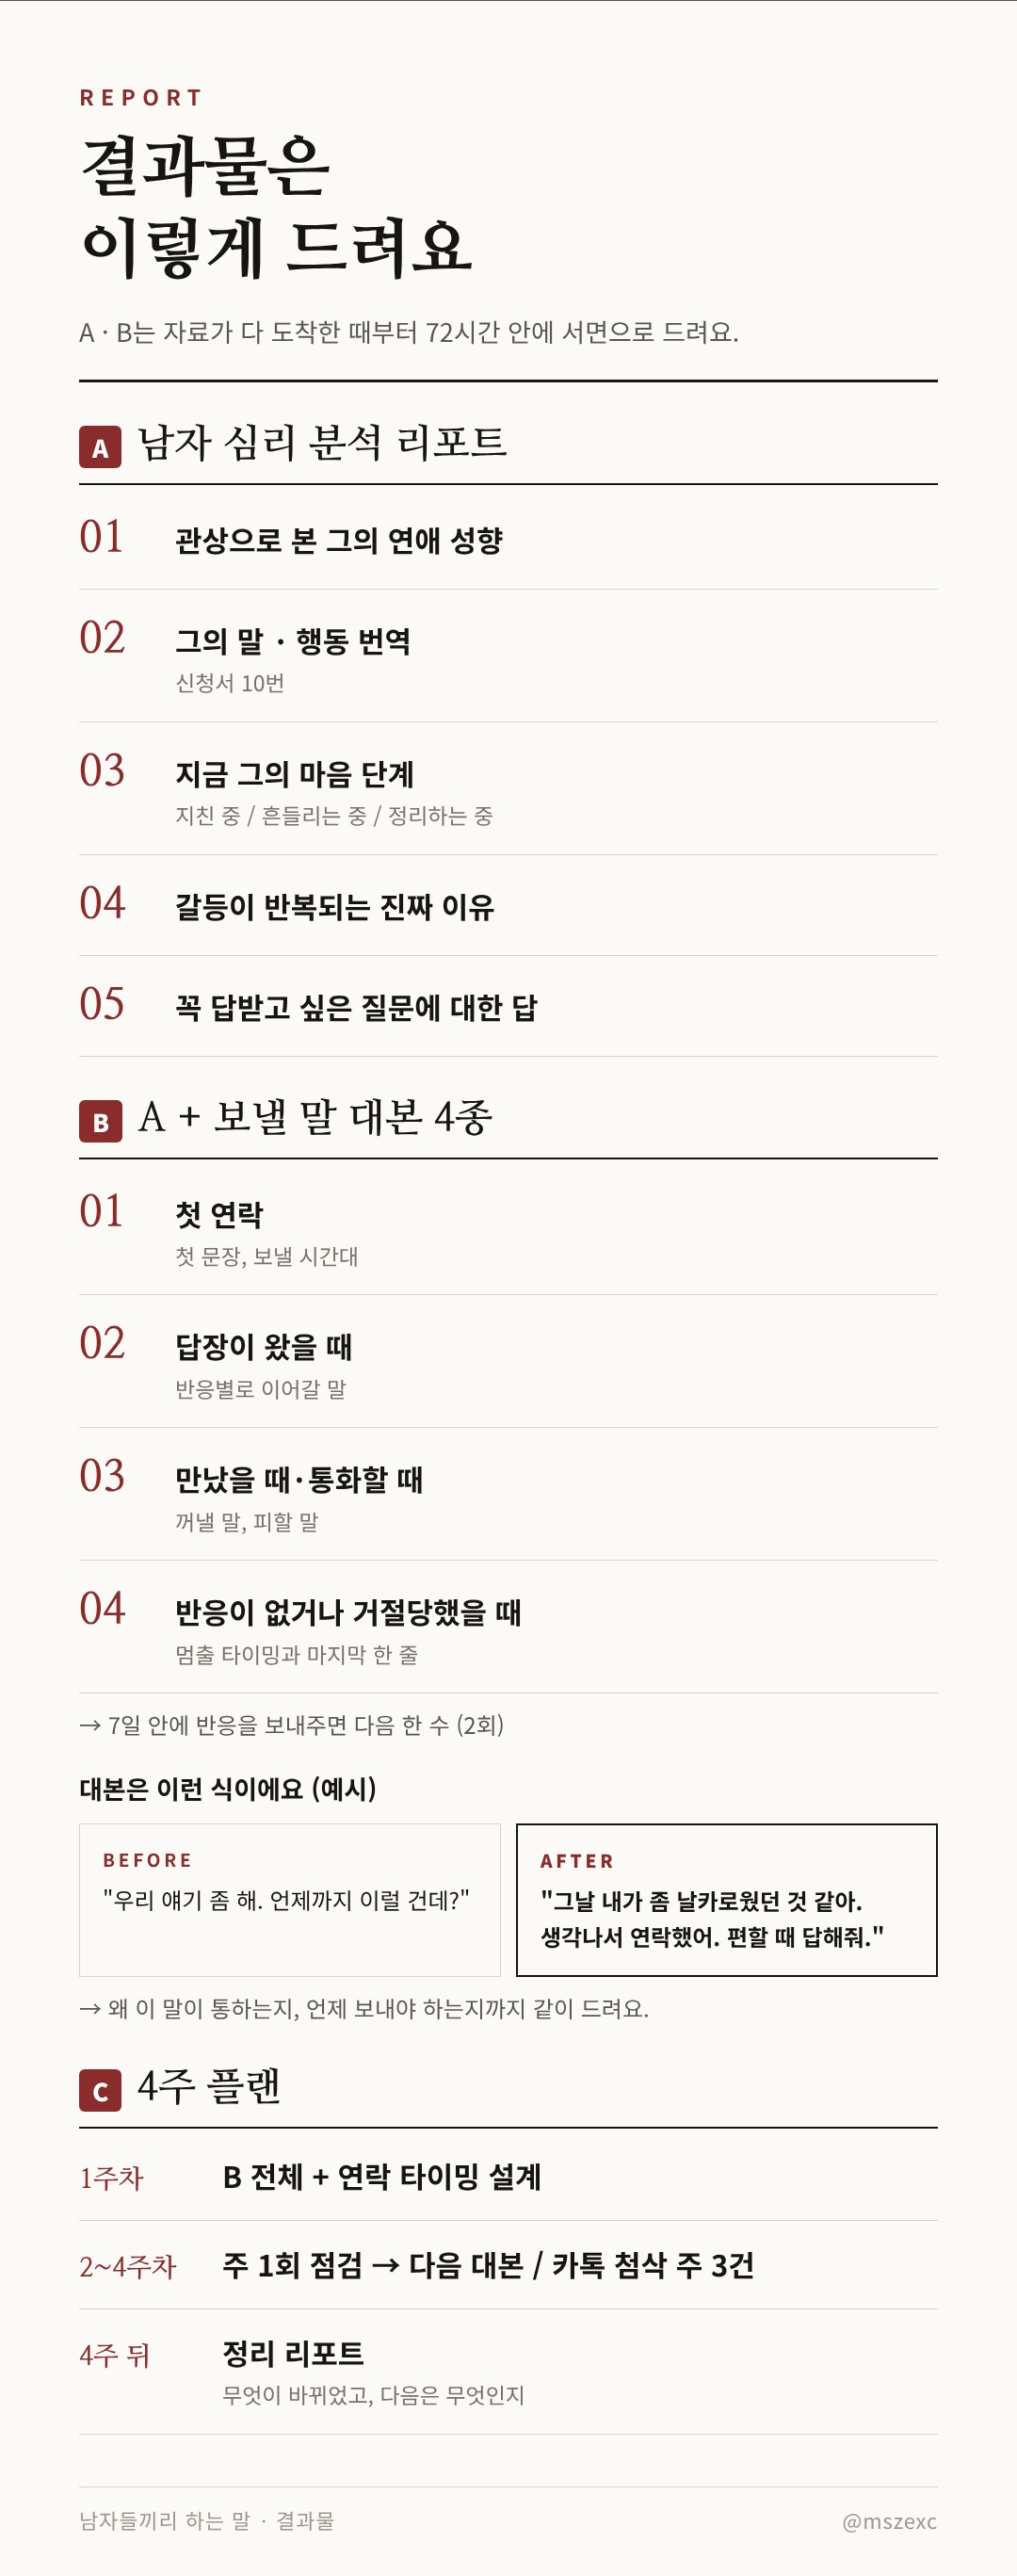 REPORT
결과물은
이렇게 드려요
A · B는 자료가 다 도착한 때부터 72시간 안에 서면으로 드려요.
A 남자 심리 분석 리포트
01 관상으로 본 그의 연애 성향
02 그의 말 · 행동 번역
신청서 10번
03 지금 그의 마음 단계
지친 중 / 흔들리는 중 / 정리하는 중
04 갈등이 반복되는 진짜 이유
05 꼭 답받고 싶은 질문에 대한 답
B A + 보낼 말 대본 4종
01 첫 연락
첫 문장, 보낼 시간대
02 답장이 왔을 때
반응별로 이어갈 말
03 만났을 때·통화할 때
꺼낼 말, 피할 말
04 반응이 없거나 거절당했을 때
멈출 타이밍과 마지막 한 줄
→ 7일 안에 반응을 보내주면 다음 한 수 (2회)
대본은 이런 식이에요 (예시)
BEFORE
"우리 얘기 좀 해. 언제까지 이럴 건데?"
AFTER
"그날 내가 좀 날카로웠던 것 같아.
생각나서 연락했어. 편할 때 답해줘."
→ 왜 이 말이 통하는지, 언제 보내야 하는지까지 같이 드려요.
C 4주 플랜
1주차 B 전체 + 연락 타이밍 설계
2~4주차 주 1회 점검 → 다음 대본 / 카톡 첨삭 주 3건
4주 뒤 정리 리포트
무엇이 바뀌었고, 다음은 무엇인지
남자들끼리 하는 말 · 결과물
@mszexc